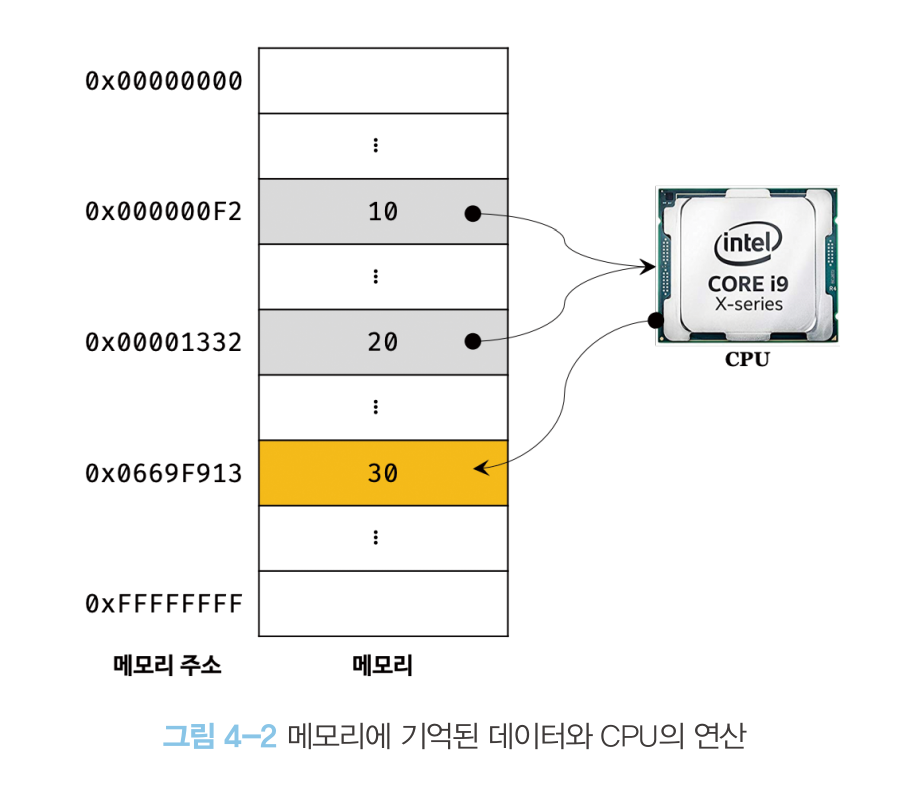 0x00000000
⋮
0x000000F2 10
⋮
0x00001332 20
⋮
0x0669F913 30
⋮
0xFFFFFFFF
메모리 주소 메모리
intel
CORE i9
X-series
CPU
그림 4-2 메모리에 기억된 데이터와 CPU의 연산